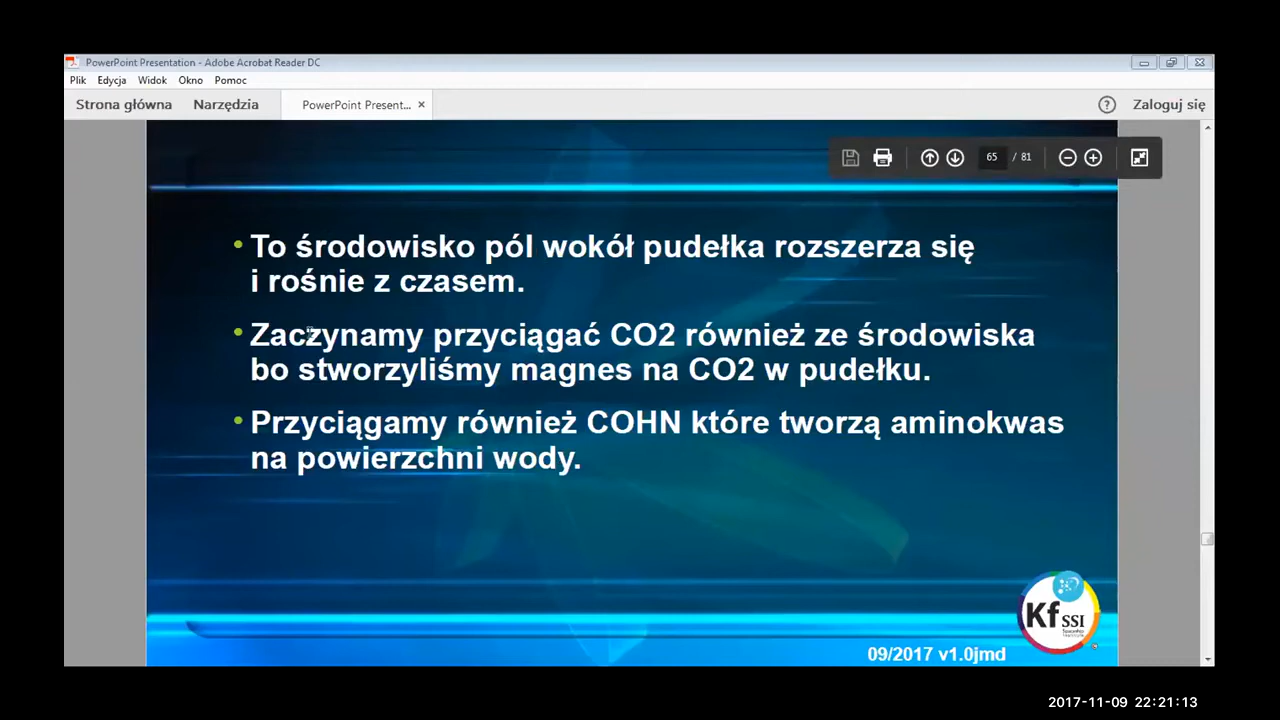 PowerPoint Presentation - Adobe Acrobat Reader DC
Plik Edycja Widok Okno Pomoc
Strona główna Narzędzia PowerPoint Present... × ? Zaloguj się
65 / 81
• To środowisko pól wokół pudełka rozszerza się
i rośnie z czasem.
• Zaczynamy przyciągać CO2 również ze środowiska
bo stworzyliśmy magnes na CO2 w pudełku.
• Przyciągamy również COHN które tworzą aminokwas
na powierzchni wody.
Kf SSI
09/2017 v1.0jmd
2017-11-09 22:21:13